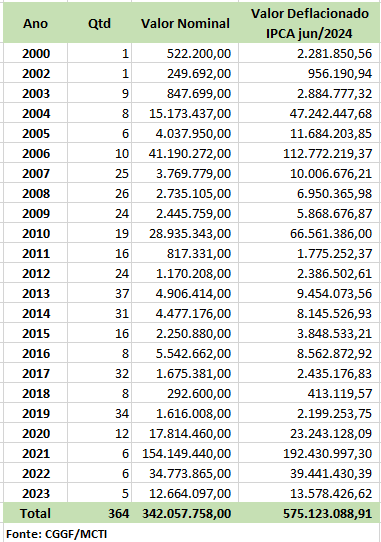 Ano Qtd Valor Nominal Valor Deflacionado IPCA jun/2024
2000 1 522.200,00 2.281.850,56
2002 1 249.692,00 956.190,94
2003 9 847.699,00 2.884.777,32
2004 8 15.173.437,00 47.242.447,68
2005 6 4.037.950,00 11.684.203,85
2006 10 41.190.272,00 112.772.219,37
2007 25 3.769.779,00 10.006.676,21
2008 26 2.735.105,00 6.950.365,98
2009 24 2.445.759,00 5.868.676,87
2010 19 28.935.343,00 66.561.386,00
2011 16 817.331,00 1.775.252,37
2012 24 1.170.208,00 2.386.502,61
2013 37 4.906.414,00 9.454.073,56
2014 31 4.477.176,00 8.145.526,93
2015 16 2.250.880,00 3.848.533,21
2016 8 5.542.662,00 8.562.872,92
2017 32 1.675.381,00 2.435.176,83
2018 8 292.600,00 413.119,57
2019 34 1.616.008,00 2.199.253,75
2020 12 17.814.460,00 23.243.128,09
2021 6 154.149.440,00 192.430.997,30
2022 6 34.773.865,00 39.441.430,39
2023 5 12.664.097,00 13.578.426,62
Total 364 342.057.758,00 575.123.088,91
Fonte: CGGF/MCTI